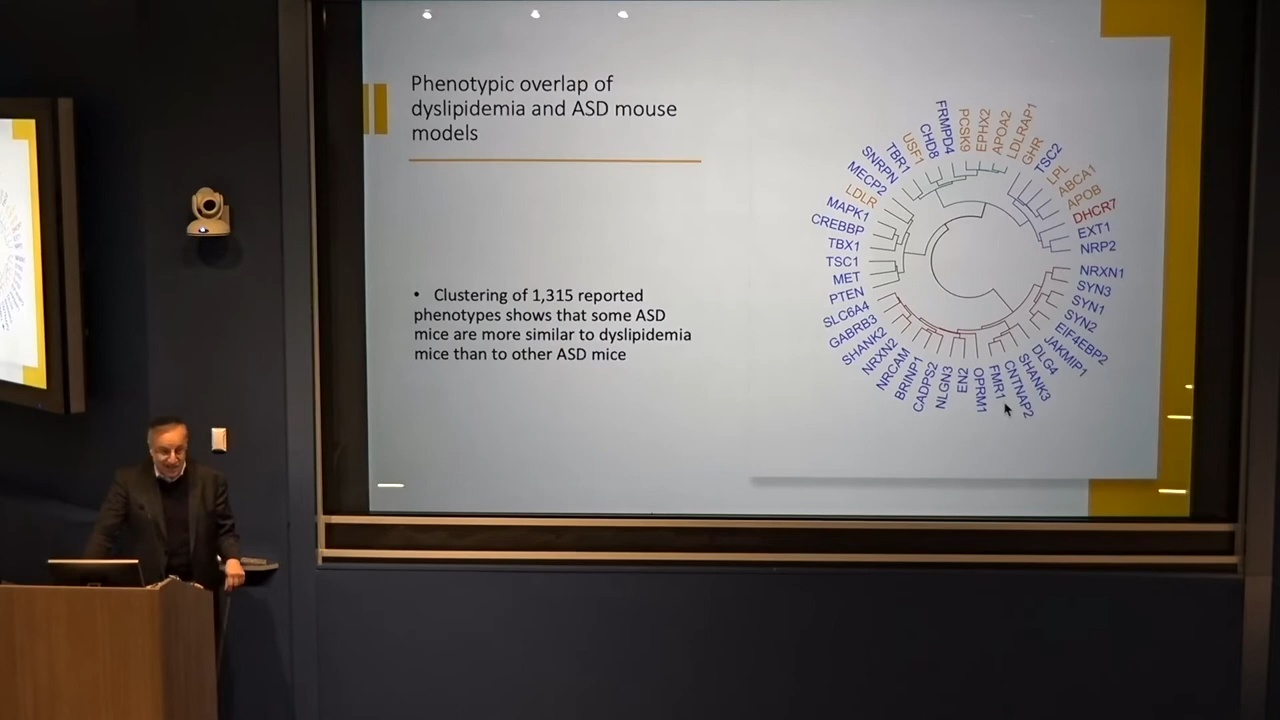 Phenotypic overlap of
dyslipidemia and ASD mouse
models
• Clustering of 1,315 reported
phenotypes shows that some ASD
mice are more similar to dyslipidemia
mice than to other ASD mice
FRMPD4
PCSK9
EPHX2
APOA2
LDLRAP1
GHR
TSC2
LPL
ABCA1
APOB
DHCR7
EXT1
NRP2
NRXN1
SYN3
SYN1
SYN2
EIF4EBP2
JAKMIP1
DLG4
SHANK3
CNTNAP2
FMR1
OPRM1
EN2
NLGN3
CADPS2
BRINP1
NRCAM
NRXN2
SHANK2
GABRB3
SLC6A4
PTEN
MET
TSC1
TBX1
CREBBP
MAPK1
LDLR
MECP2
SNRPN
TBR1
USF1
CHD8